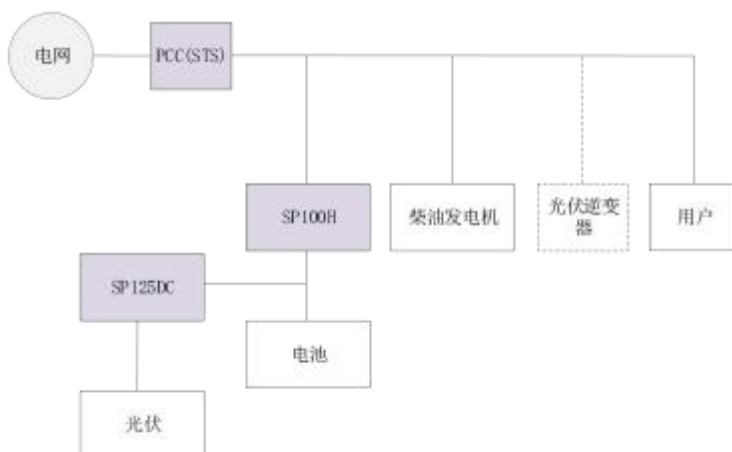 电网
PCC(STS)
SP100H
柴油发电机
光伏逆变
器
用户
SP125DC
电池
光伏